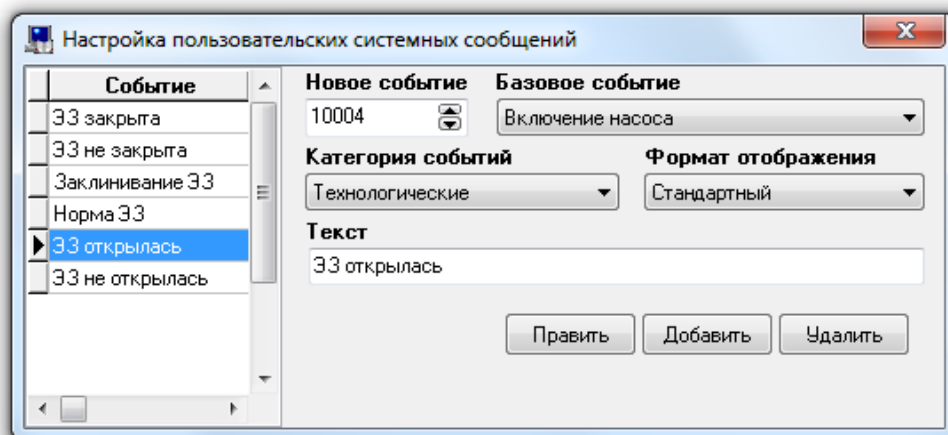 Настройка пользовательских системных сообщений
Событие
ЭЗ закрыта
ЭЗ не закрыта
Заклинивание ЭЗ
Норма ЭЗ
ЭЗ открылась
ЭЗ не открылась
Новое событие Базовое событие
10004 Включение насоса
Категория событий Формат отображения
Технологические Стандартный
Текст
ЭЗ открылась
Править Добавить Удалить